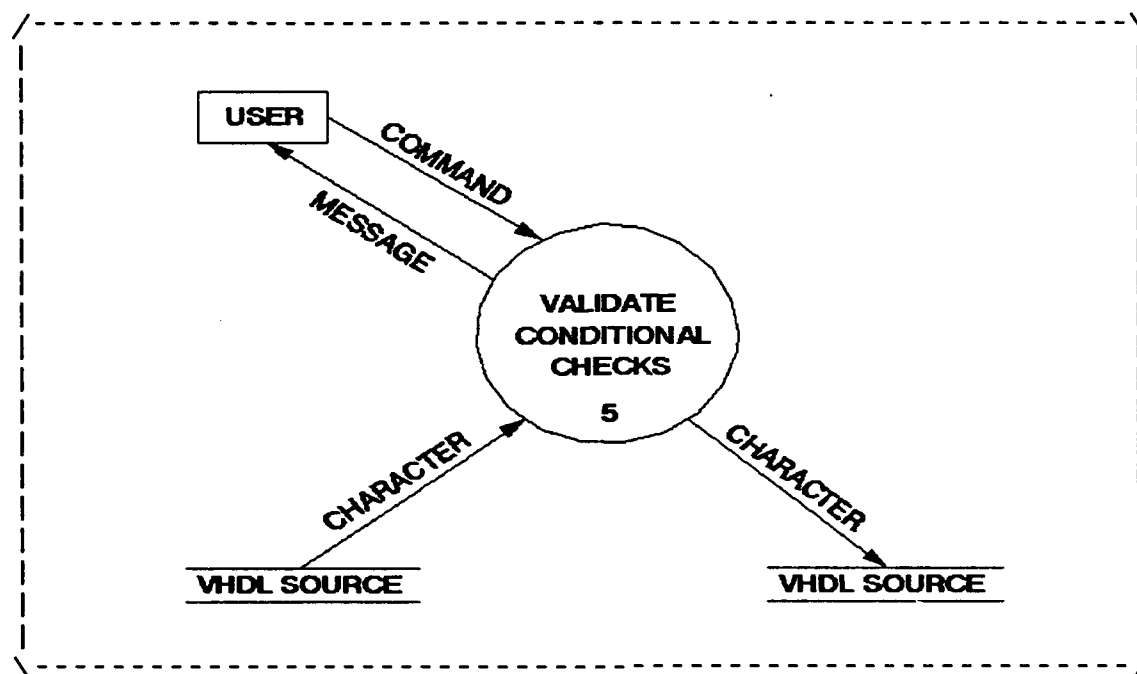 USER
COMMAND
MESSAGE
VALIDATE
CONDITIONAL
CHECKS
5
CHARACTER
CHARACTER
VHDL SOURCE
VHDL SOURCE